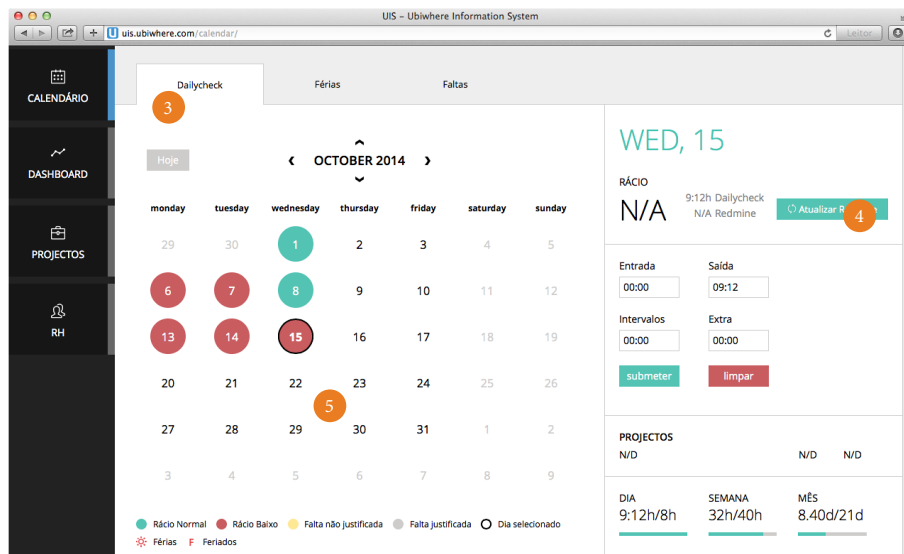 UIS – Ubiwhere Information System
uis.ubiwhere.com/calendar/
Leitor
CALENDÁRIO
DASHBOARD
PROJECTOS
RH
Dailycheck Férias Faltas
3
Hoje
OCTOBER 2014
monday tuesday wednesday thursday friday saturday sunday
29 30 1 2 3 4 5
6 7 8 9 10 11 12
13 14 15 16 17 18 19
20 21 22 23 24 25 26
5
27 28 29 30 31 1 2
3 4 5 6 7 8 9
Rácio Normal Rácio Baixo Falta não justificada Falta justificada Dia selecionado
Férias F Feriados
WED, 15
RÁCIO
N/A
9:12h Dailycheck
N/A Redmine
Atualizar
4
Entrada Saída
00:00 09:12
Intervalos Extra
00:00 00:00
submeter limpar
PROJECTOS
N/D N/D N/D
DIA SEMANA MÊS
9:12h/8h 32h/40h 8.40d/21d